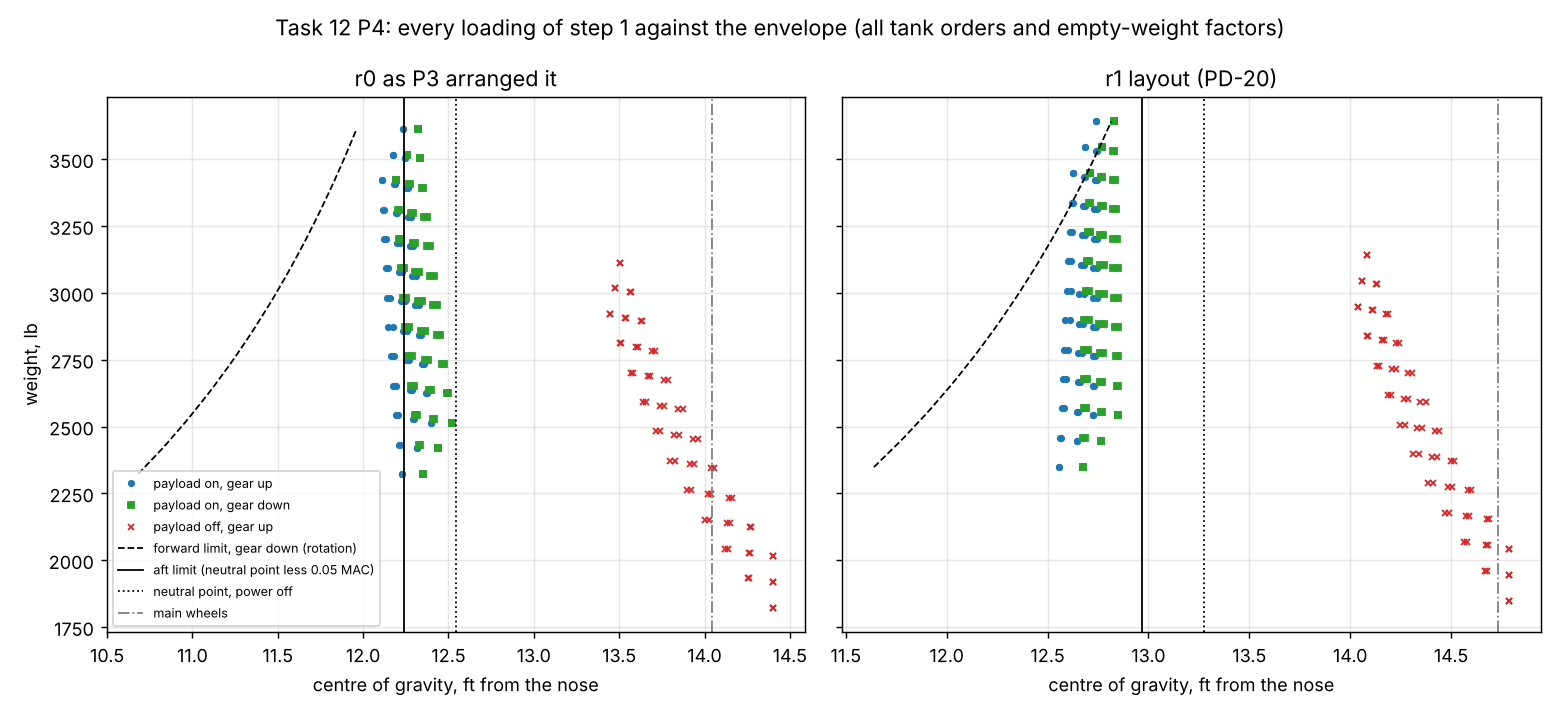 Task 12 P4: every loading of step 1 against the envelope (all tank orders and empty-weight factors)
r0 as P3 arranged it
r1 layout (PD-20)
weight, lb
3500
3250
3000
2750
2500
2250
2000
1750
payload on, gear up
payload on, gear down
payload off, gear up
forward limit, gear down (rotation)
aft limit (neutral point less 0.05 MAC)
neutral point, power off
main wheels
10.5 11.0 11.5 12.0 12.5 13.0 13.5 14.0 14.5
11.5 12.0 12.5 13.0 13.5 14.0 14.5
centre of gravity, ft from the nose
centre of gravity, ft from the nose